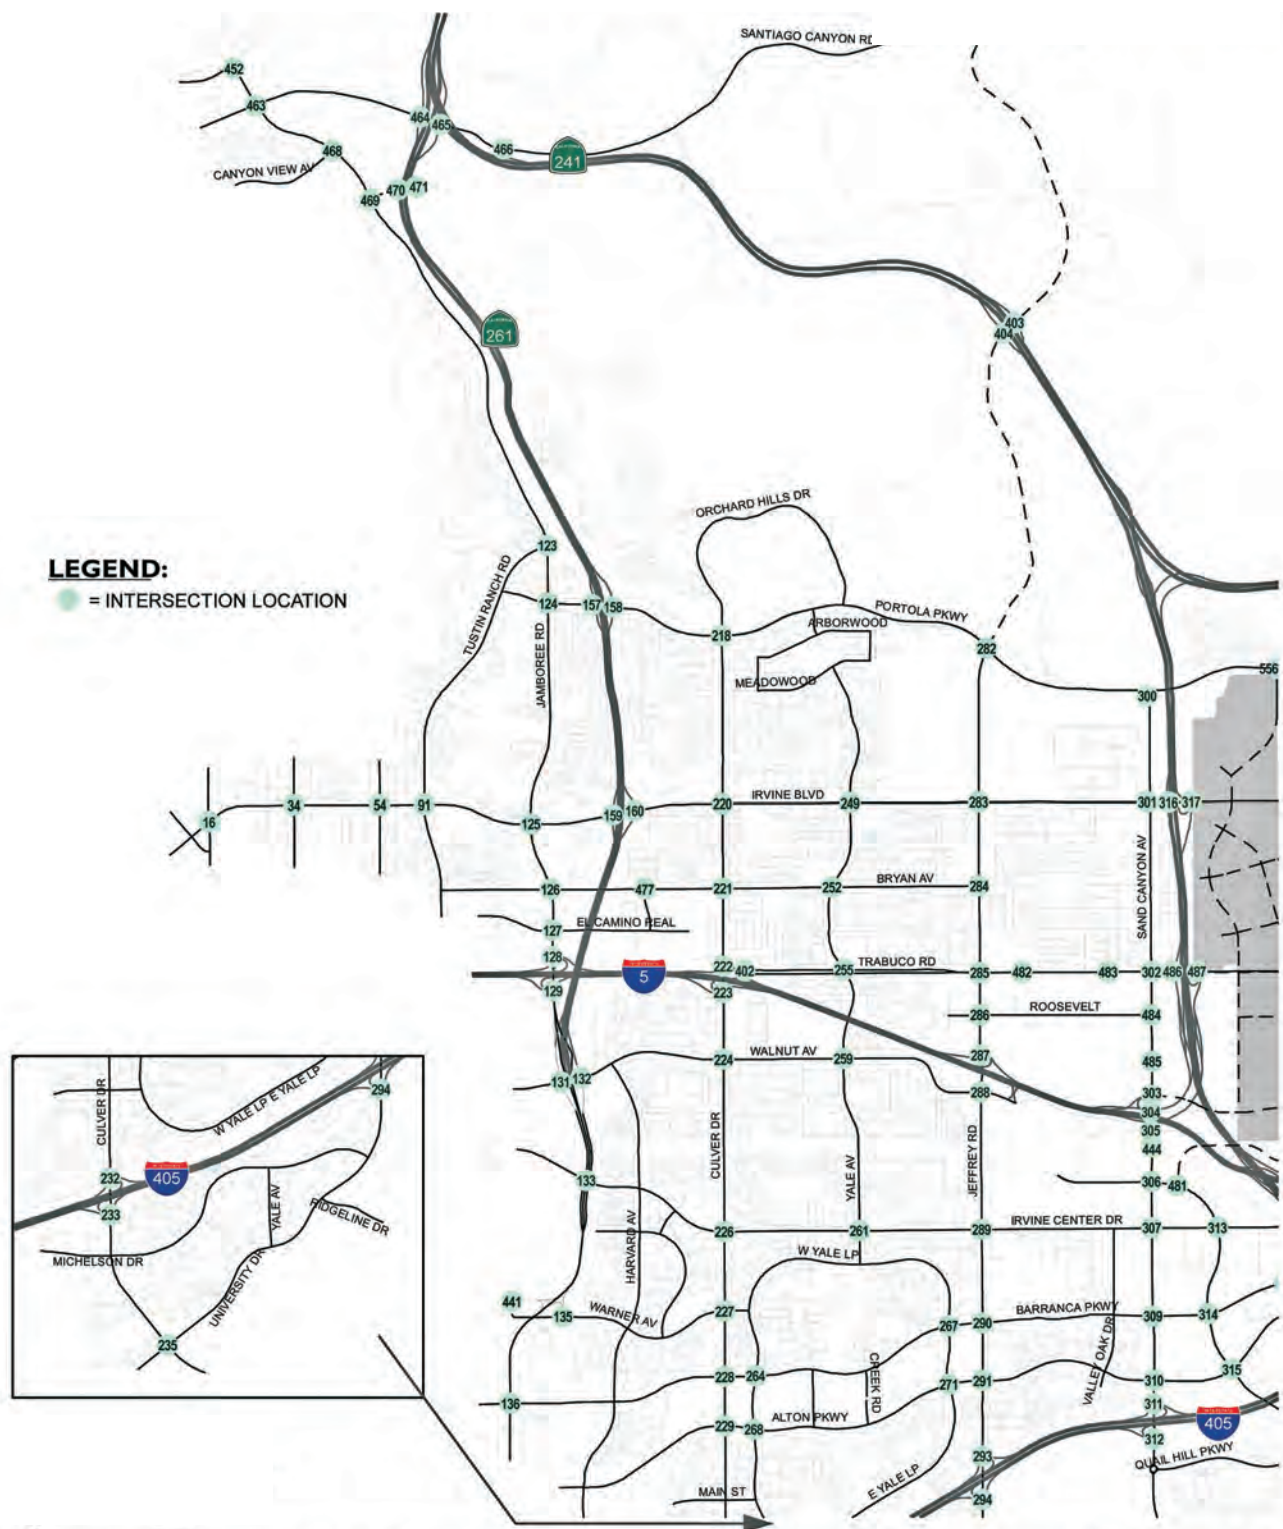 SANTIAGO CANYON RD
452
463
464
465
466
241
468
CANYON VIEW AV
470
471
469
403
404
261
ORCHARD HILLS DR
123
LEGEND:
= INTERSECTION LOCATION
TUSTIN RANCH RD
124
157
158
PORTOLA PKWY
ARBORWOOD
218
282
JAMBOREE RD
MEADOWOOD
556
300
16
34
54
91
125
159
160
220
IRVINE BLVD
249
283
301
316
317
SAND CANYON AV
126
477
221
252
BRYAN AV
284
127
EL CAMINO REAL
128
5
222
402
255
TRABUCO RD
285
482
483
302
486
487
129
223
286
ROOSEVELT
484
131
132
224
WALNUT AV
259
287
288
485
303
304
305
444
CULVER DR
YALE AV
JEFFREY RD
133
306
481
HARVARD AV
226
261
289
IRVINE CENTER DR
307
313
W YALE LP
441
135
WARNER AV
227
267
290
BARRANCA PKWY
309
314
VALLEY OAK DR
315
136
228
264
CREEK RD
271
291
310
311
405
229
268
ALTON PKWY
312
293
QUAIL HILL PKWY
E YALE LP
MAIN ST
294
CULVER DR
W YALE LP E YALE LP
294
232
405
233
YALE AV
RIDGELINE DR
MICHELSON DR
UNIVERSITY DR
235